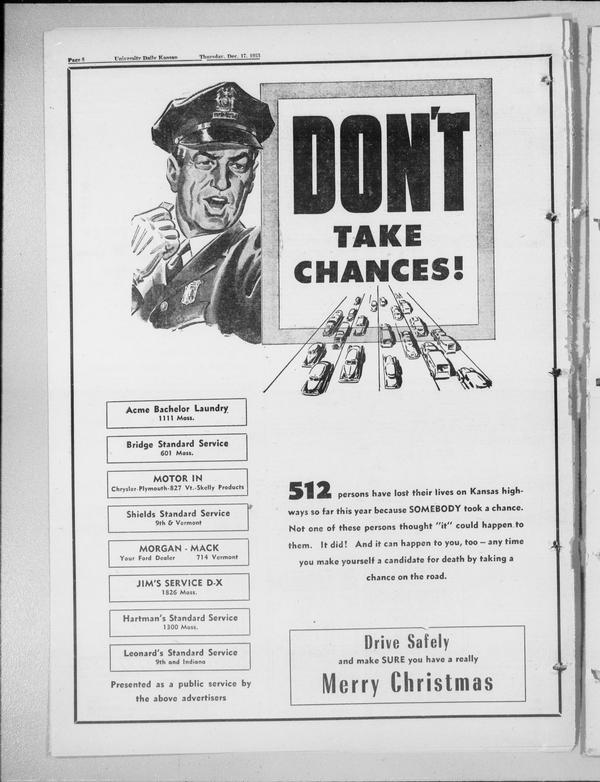 Page 8 University Daily Kansan Thursday, Dec. 17, 1953
DON'T
TAKE
CHANCES!
Acme Bachelor Laundry
1111 Mass.
Bridge Standard Service
601 Mass.
MOTOR IN
Chrysler-Plymouth-827 Vt.-Skelly Products
Shields Standard Service
9th & Vermont
MORGAN - MACK
Your Ford Dealer 714 Vermont
JIM'S SERVICE D-X
1826 Mass.
Hartman's Standard Service
1300 Mass.
Leonard's Standard Service
9th and Indiana
Presented as a public service by
the above advertisers
512 persons have lost their lives on Kansas high-
ways so far this year because SOMEBODY took a chance.
Not one of these persons thought "it" could happen to
them. It did! And it can happen to you, too — any time
you make yourself a candidate for death by taking a
chance on the road.
Drive Safely
and make SURE you have a really
Merry Christmas